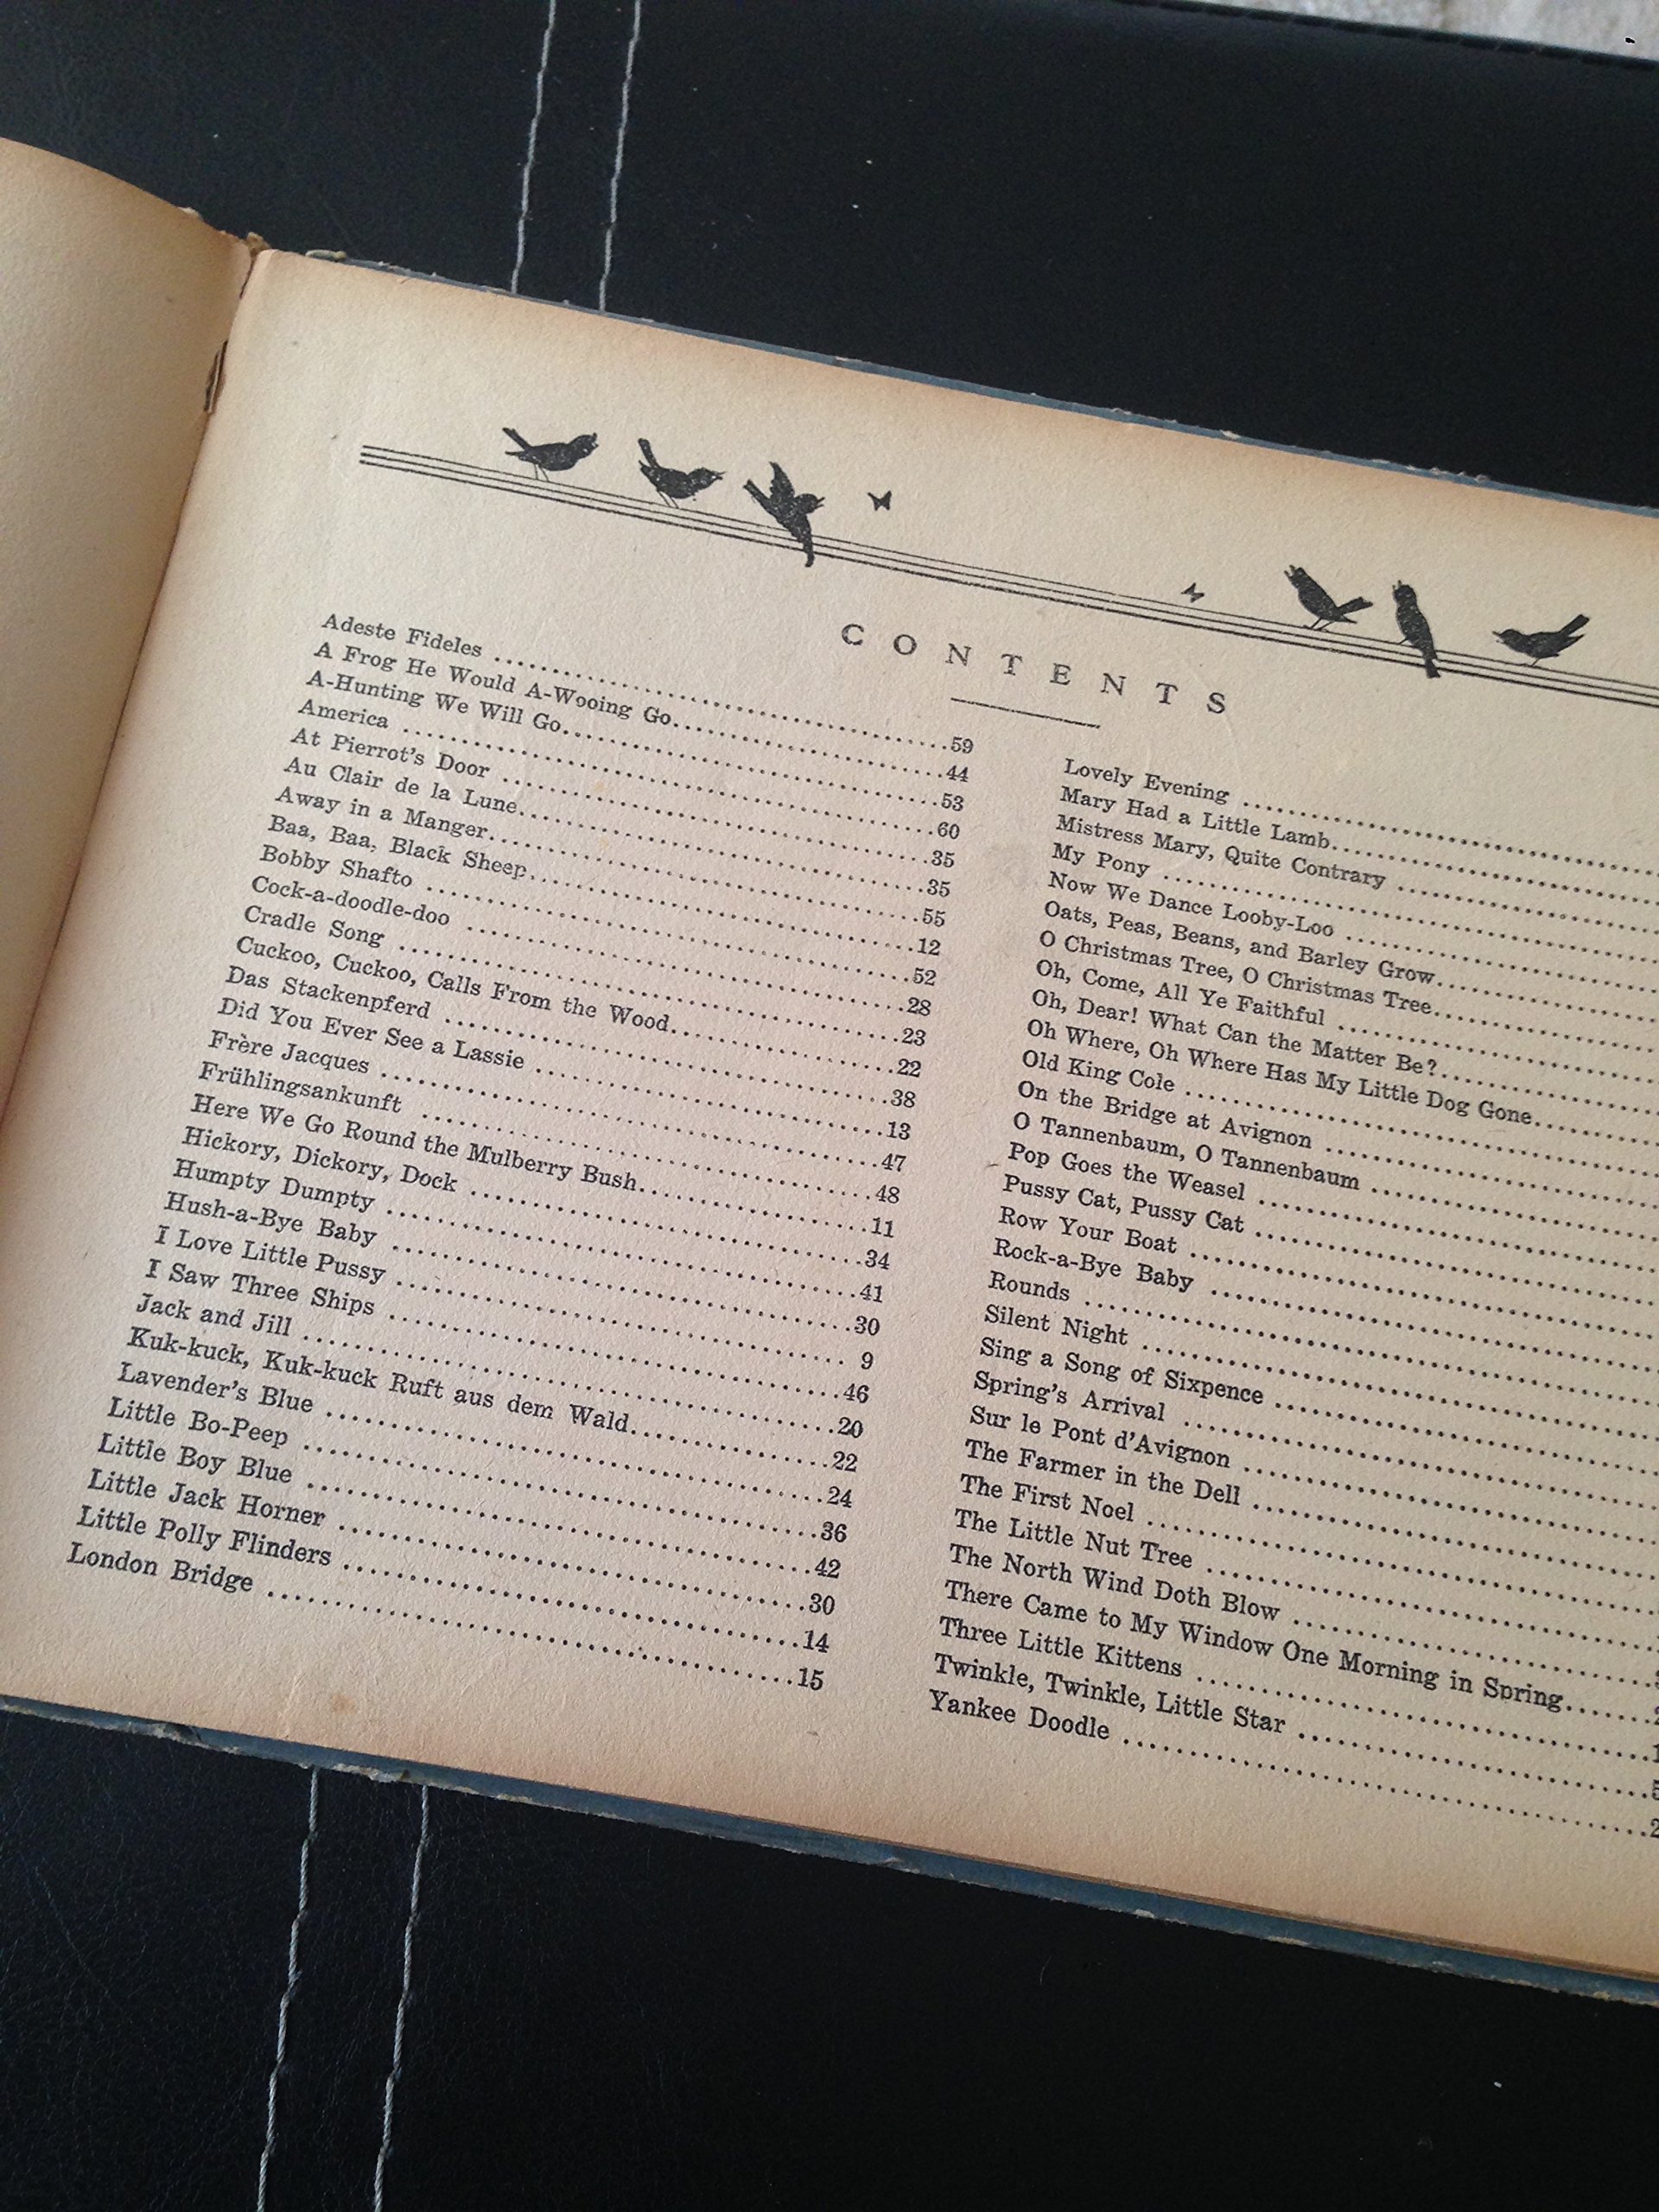 CONTENTS
Adeste Fideles ..... 59
A Frog He Would A-Wooing Go ..... 44
A-Hunting We Will Go ..... 53
America ..... 60
At Pierrot's Door ..... 35
Au Clair de la Lune ..... 35
Away in a Manger ..... 55
Baa, Baa, Black Sheep ..... 12
Bobby Shafto ..... 52
Cock-a-doodle-doo ..... 28
Cradle Song ..... 23
Cuckoo, Cuckoo, Calls From the Wood ..... 22
Das Stackenpferd ..... 38
Did You Ever See a Lassie ..... 13
Frère Jacques ..... 47
Frühlingsankunft ..... 48
Here We Go Round the Mulberry Bush ..... 11
Hickory, Dickory, Dock ..... 34
Humpty Dumpty ..... 41
Hush-a-Bye Baby ..... 30
I Love Little Pussy ..... 9
I Saw Three Ships ..... 46
Jack and Jill ..... 20
Kuk-kuck, Kuk-kuck Ruft aus dem Wald ..... 22
Lavender's Blue ..... 24
Little Bo-Peep ..... 36
Little Boy Blue ..... 42
Little Jack Horner ..... 30
Little Polly Flinders ..... 14
London Bridge ..... 15
Lovely Evening .....
Mary Had a Little Lamb .....
Mistress Mary, Quite Contrary .....
My Pony .....
Now We Dance Looby-Loo .....
Oats, Peas, Beans, and Barley Grow .....
O Christmas Tree, O Christmas Tree .....
Oh, Come, All Ye Faithful .....
Oh, Dear! What Can the Matter Be? .....
Oh Where, Oh Where Has My Little Dog Gone .....
Old King Cole .....
On the Bridge at Avignon .....
O Tannenbaum, O Tannenbaum .....
Pop Goes the Weasel .....
Pussy Cat, Pussy Cat .....
Row Your Boat .....
Rock-a-Bye Baby .....
Rounds .....
Silent Night .....
Sing a Song of Sixpence .....
Spring's Arrival .....
Sur le Pont d'Avignon .....
The Farmer in the Dell .....
The First Noel .....
The Little Nut Tree .....
The North Wind Doth Blow .....
There Came to My Window One Morning in Spring .....
Three Little Kittens .....
Twinkle, Twinkle, Little Star .....
Yankee Doodle .....